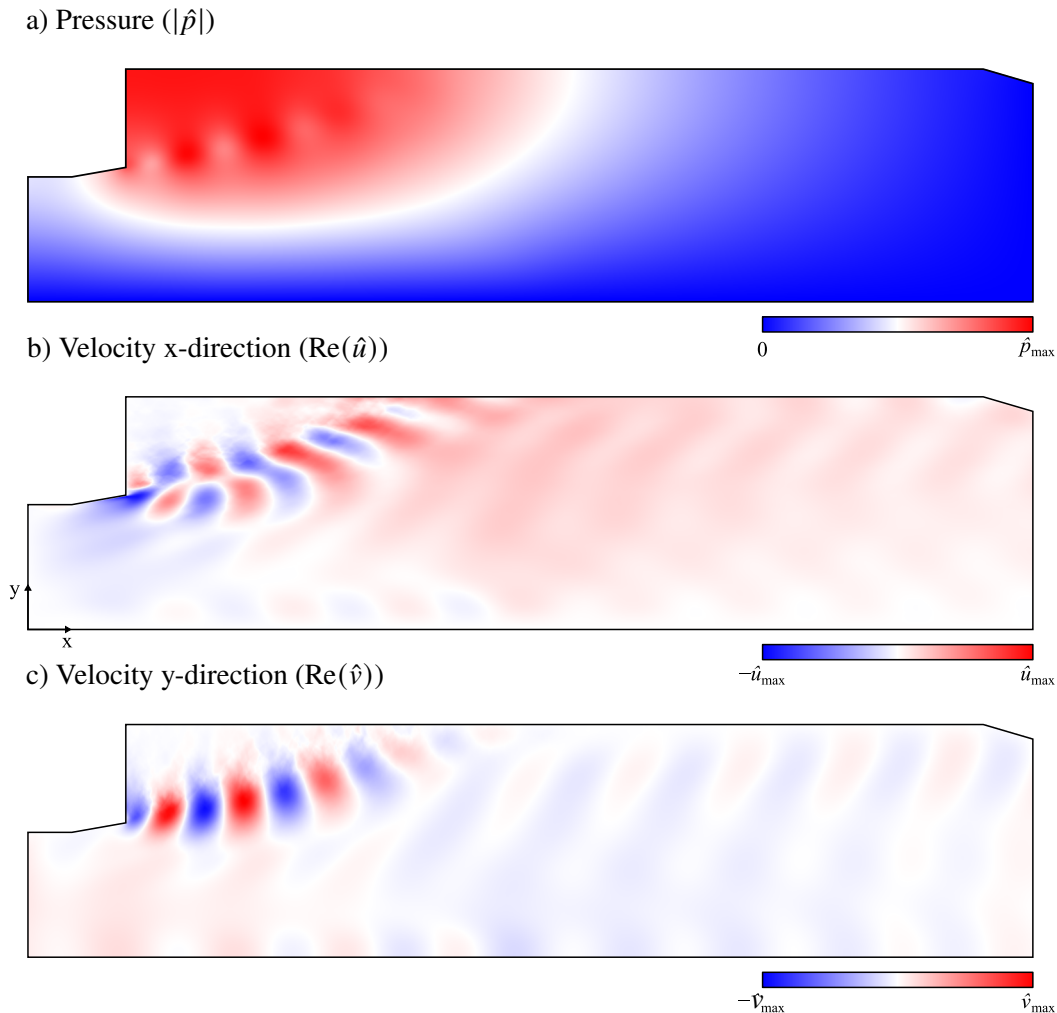 a) Pressure (|p̂|)
0 p̂max
b) Velocity x-direction (Re(û))
y
x
−ûmax ûmax
c) Velocity y-direction (Re(v̂))
−v̂max v̂max